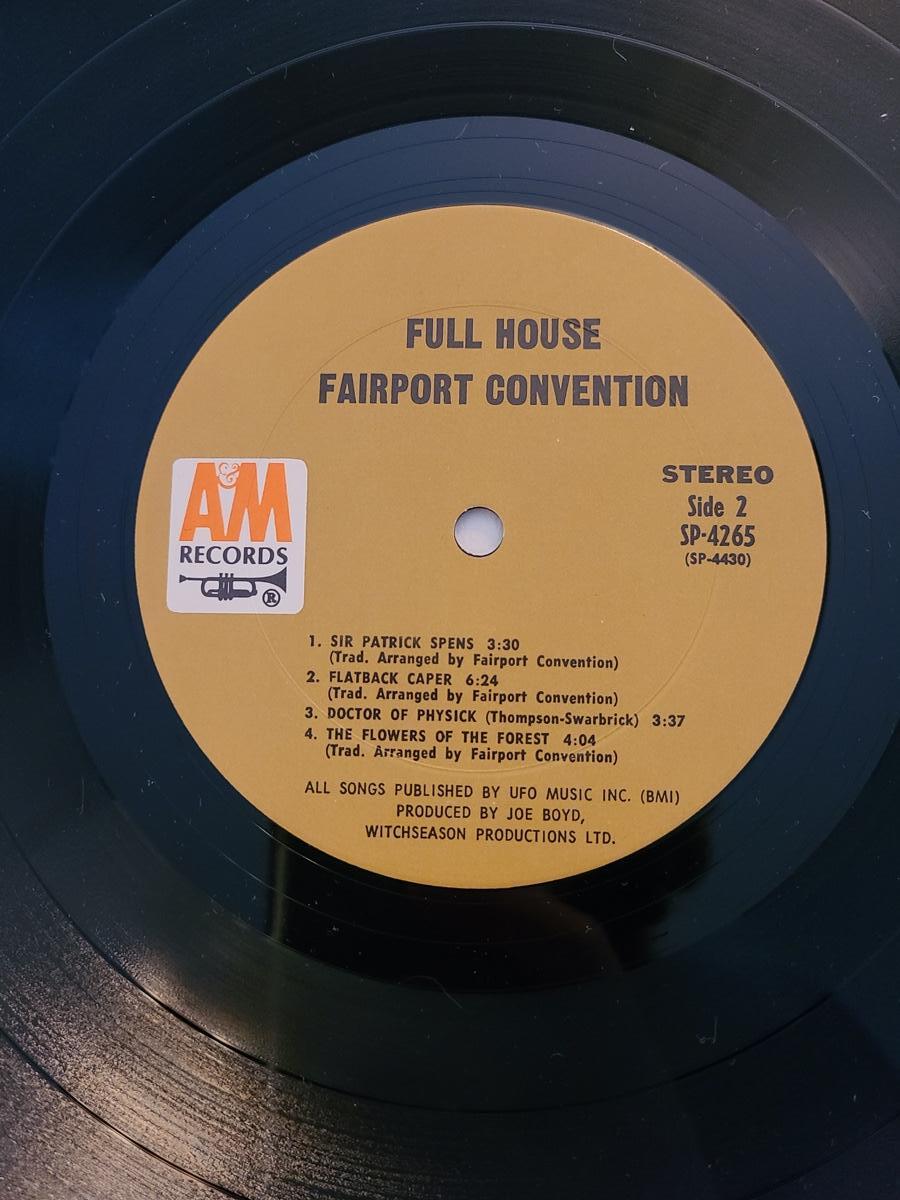 FULL HOUSE
FAIRPORT CONVENTION
A&M
RECORDS
®
STEREO
Side 2
SP-4265
(SP-4430)
1. SIR PATRICK SPENS 3:30
(Trad. Arranged by Fairport Convention)
2. FLATBACK CAPER 6:24
(Trad. Arranged by Fairport Convention)
3. DOCTOR OF PHYSICK (Thompson-Swarbrick) 3:37
4. THE FLOWERS OF THE FOREST 4:04
(Trad. Arranged by Fairport Convention)
ALL SONGS PUBLISHED BY UFO MUSIC INC. (BMI)
PRODUCED BY JOE BOYD,
WITCHSEASON PRODUCTIONS LTD.